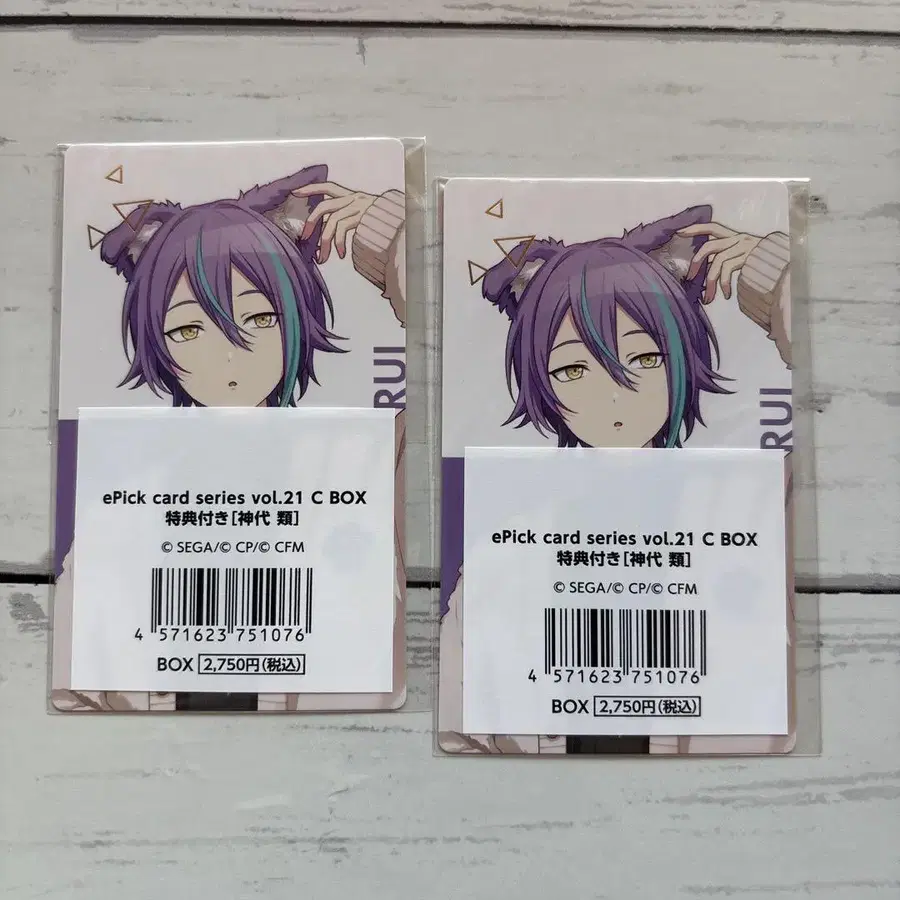 RUI
ePick card series vol.21 C BOX
特典付き[神代 類]
© SEGA/© CP/© CFM
4 571623 751076
BOX 2,750円(税込)
RUI
ePick card series vol.21 C BOX
特典付き[神代 類]
© SEGA/© CP/© CFM
4 571623 751076
BOX 2,750円(税込)